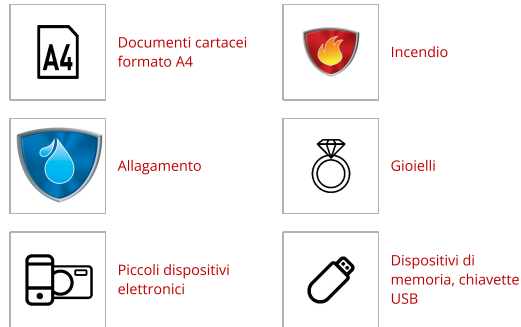 A4
Documenti cartacei
formato A4
Incendio
Allagamento
Gioielli
Piccoli dispositivi
elettronici
Dispositivi di
memoria, chiavette
USB